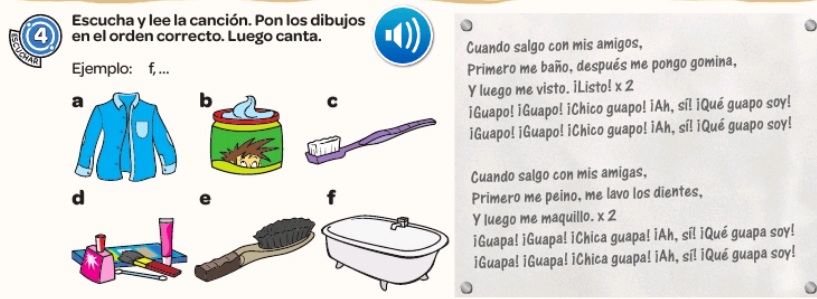 4
ESCUCHAR
Escucha y lee la canción. Pon los dibujos
en el orden correcto. Luego canta.
Ejemplo: f, ...
a
b
c
d
e
f
Cuando salgo con mis amigos,
Primero me baño, después me pongo gomina,
Y luego me visto. ¡Listo! x 2
¡Guapo! ¡Guapo! ¡Chico guapo! ¡Ah, sí! ¡Qué guapo soy!
¡Guapo! ¡Guapo! ¡Chico guapo! ¡Ah, sí! ¡Qué guapo soy!
Cuando salgo con mis amigas,
Primero me peino, me lavo los dientes,
Y luego me maquillo. x 2
¡Guapa! ¡Guapa! ¡Chica guapa! ¡Ah, sí! ¡Qué guapa soy!
¡Guapa! ¡Guapa! ¡Chica guapa! ¡Ah, sí! ¡Qué guapa soy!